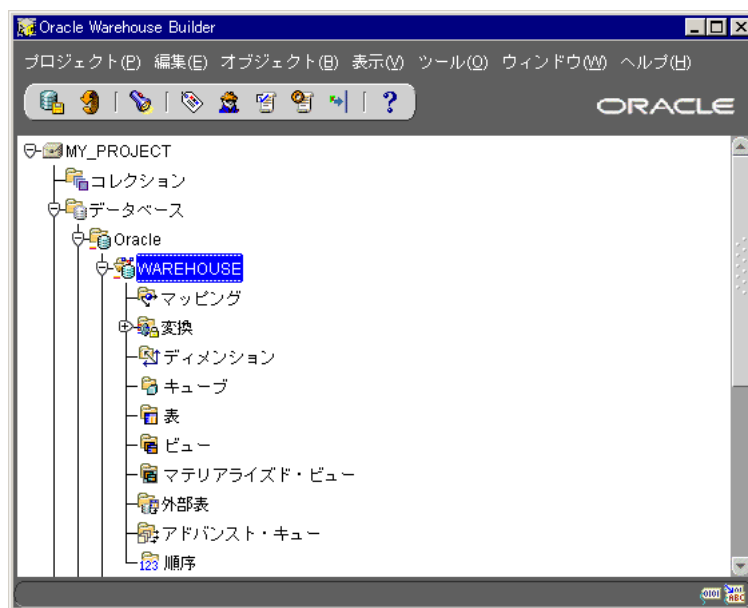 Oracle Warehouse Builder
プロジェクト(P) 編集(E) オブジェクト(B) 表示(V) ツール(O) ウィンドウ(W) ヘルプ(H)
ORACLE
MY_PROJECT
コレクション
データベース
Oracle
WAREHOUSE
マッピング
変換
ディメンション
キューブ
表
ビュー
マテリアライズド・ビュー
外部表
アドバンスト・キュー
123 順序